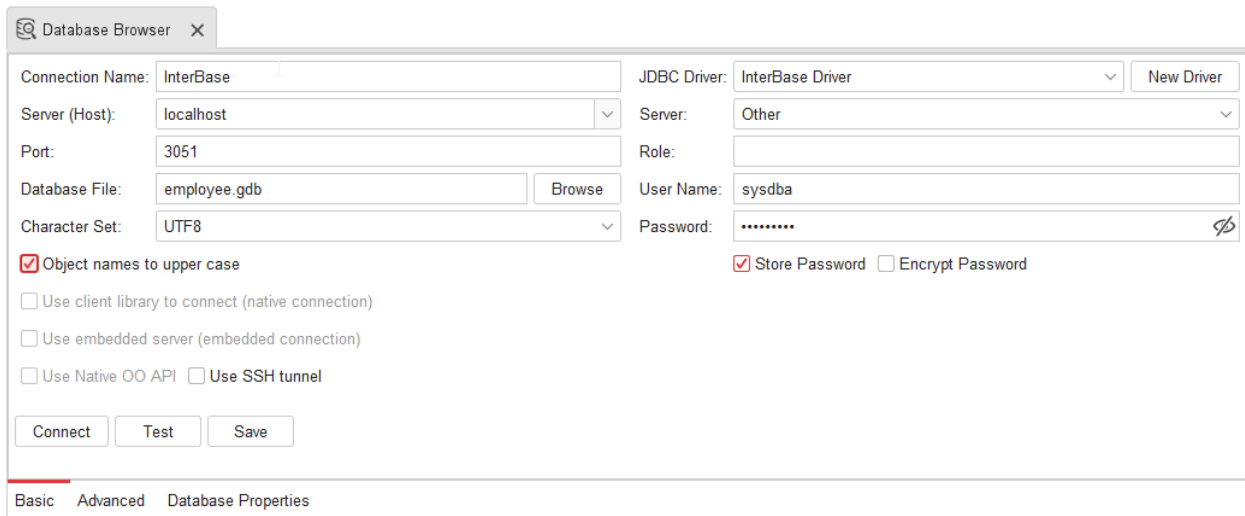 Database Browser
Connection Name: InterBase JDBC Driver: InterBase Driver New Driver
Server (Host): localhost Server: Other
Port: 3051 Role:
Database File: employee.gdb Browse User Name: sysdba
Character Set: UTF8 Password: •••••••••
Object names to upper case Store Password Encrypt Password
Use client library to connect (native connection)
Use embedded server (embedded connection)
Use Native OO API Use SSH tunnel
Connect Test Save
Basic Advanced Database Properties